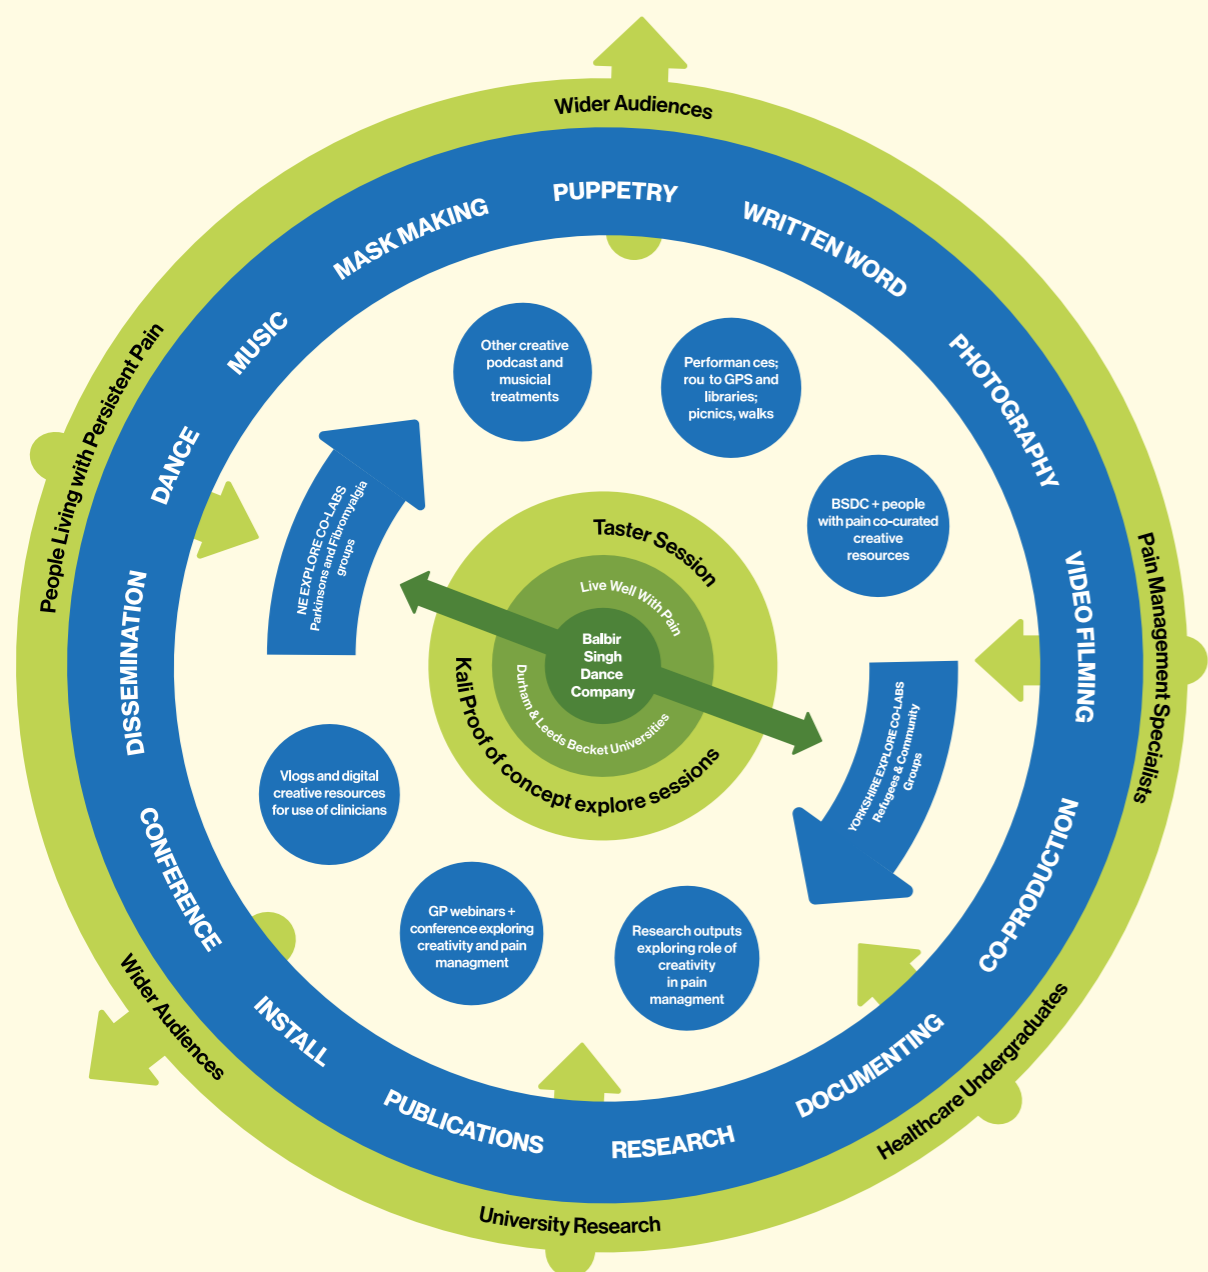 Wider Audiences
Pain Management Specialists
Healthcare Undergraduates
University Research
Wider Audiences
People Living with Persistent Pain
PUPPETRY
WRITTEN WORD
PHOTOGRAPHY
VIDEO FILMING
CO-PRODUCTION
DOCUMENTING
RESEARCH
PUBLICATIONS
INSTALL
CONFERENCE
DISSEMINATION
DANCE
MUSIC
MASK MAKING
Other creative
podcast and
musicial
treatments
Performan ces;
rou to GPS and
libraries;
picnics, walks
BSDC + people
with pain co-curated
creative
resources
YORKSHIRE EXPLORE CO-LABS
Refugees & Community
Groups
Research outputs
exploring role of
creativity
in pain
managment
GP webinars +
conference exploring
creativity and pain
managment
Vlogs and digital
creative resources
for use of clinicians
NE EXPLORE CO-LABS
Parkinsons and Fibromyalgia
groups
Taster Session
Kali Proof of concept explore sessions
Live Well With Pain
Durham & Leeds Becket Universities
Balbir
Singh
Dance
Company